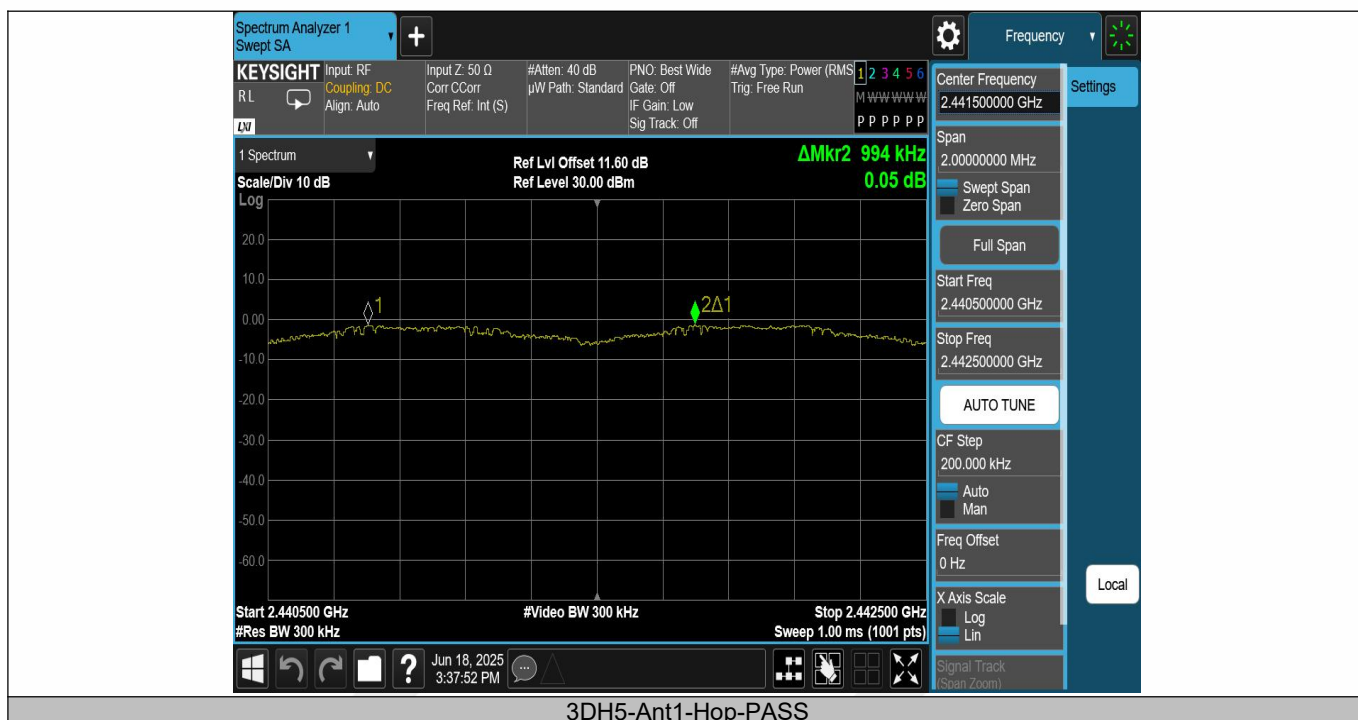 Spectrum Analyzer 1
Swept SA
Frequency
KEYSIGHT
R L
LXI
Input: RF
Coupling: DC
Align: Auto
Input Z: 50 Ω
Corr CCorr
Freq Ref: Int (S)
#Atten: 40 dB
µW Path: Standard
PNO: Best Wide
Gate: Off
IF Gain: Low
Sig Track: Off
#Avg Type: Power (RMS
Trig: Free Run
1 2 3 4 5 6
M W W W W W
P P P P P P
1 Spectrum
Scale/Div 10 dB
Log
Ref Lvl Offset 11.60 dB
Ref Level 30.00 dBm
ΔMkr2 994 kHz
0.05 dB
20.0
10.0
0.00
-10.0
-20.0
-30.0
-40.0
-50.0
-60.0
1
2Δ1
Start 2.440500 GHz
#Res BW 300 kHz
#Video BW 300 kHz
Stop 2.442500 GHz
Sweep 1.00 ms (1001 pts)
Center Frequency
2.441500000 GHz
Settings
Span
2.00000000 MHz
Swept Span
Zero Span
Full Span
Start Freq
2.440500000 GHz
Stop Freq
2.442500000 GHz
AUTO TUNE
CF Step
200.000 kHz
Auto
Man
Freq Offset
0 Hz
X Axis Scale
Log
Lin
Signal Track
(Span Zoom)
Local
?
Jun 18, 2025
3:37:52 PM
3DH5-Ant1-Hop-PASS